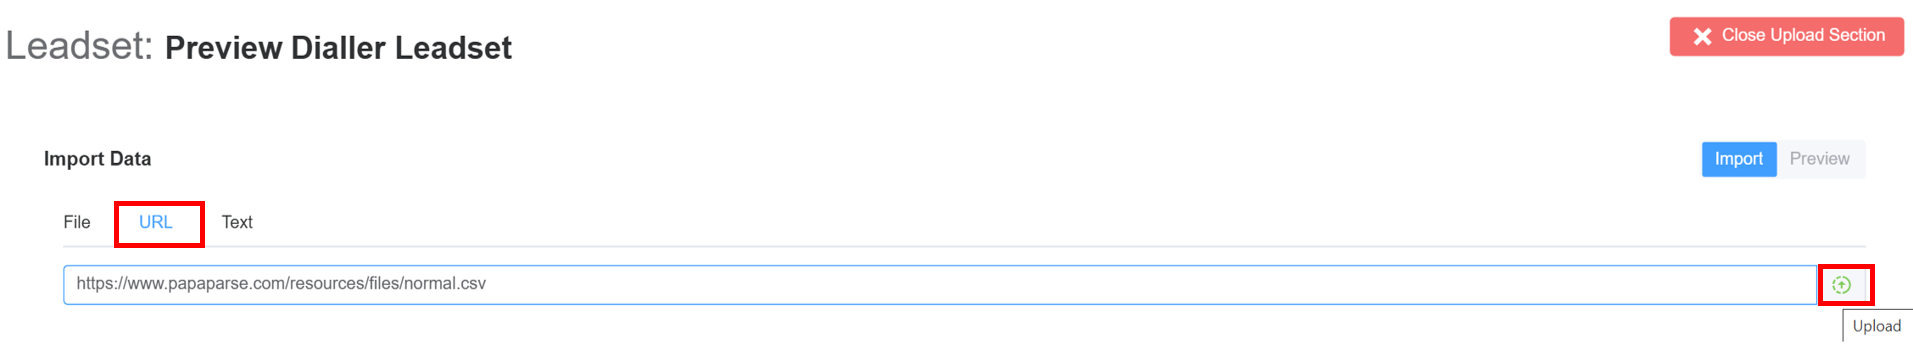 Leadset: Preview Dialler Leadset
Close Upload Section
Import Data
Import Preview
File URL Text
https://www.papaparse.com/resources/files/normal.csv
Upload